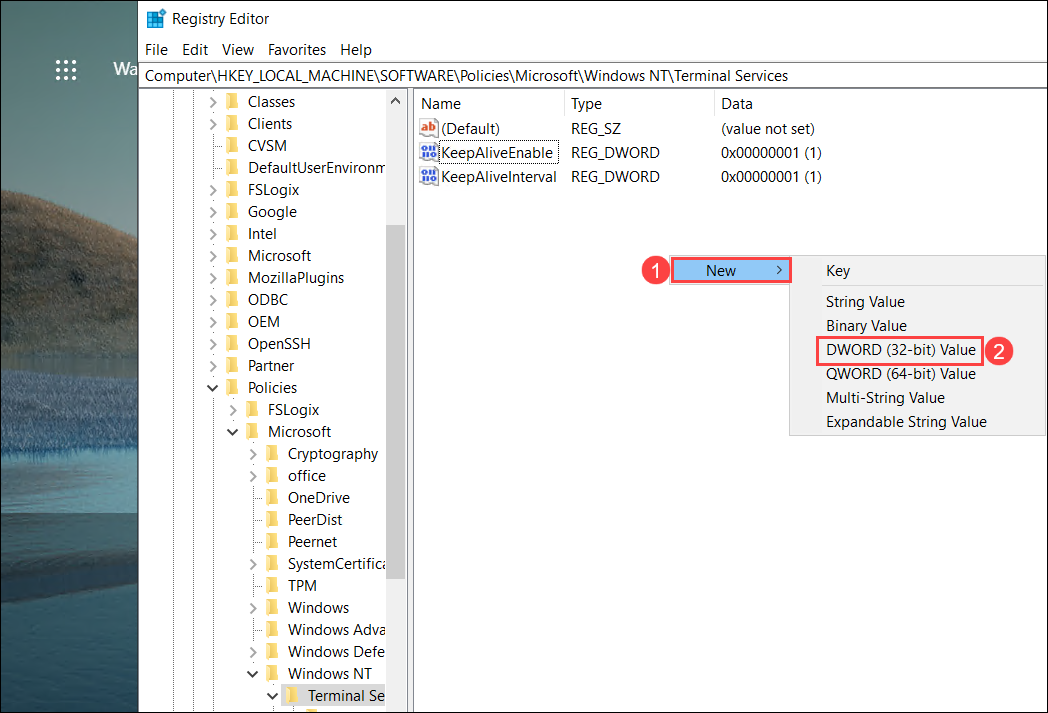 Registry Editor
File Edit View Favorites Help
Wa
Computer\HKEY_LOCAL_MACHINE\SOFTWARE\Policies\Microsoft\Windows NT\Terminal Services
Classes
Clients
CVSM
DefaultUserEnvironm
FSLogix
Google
Intel
Microsoft
MozillaPlugins
ODBC
OEM
OpenSSH
Partner
Policies
FSLogix
Microsoft
Cryptography
office
OneDrive
PeerDist
Peernet
SystemCertifica
TPM
Windows
Windows Adva
Windows Defe
Windows NT
Terminal Se
Name Type Data
ab (Default) REG_SZ (value not set)
KeepAliveEnable REG_DWORD 0x00000001 (1)
KeepAliveInterval REG_DWORD 0x00000001 (1)
1 New
Key
String Value
Binary Value
DWORD (32-bit) Value 2
QWORD (64-bit) Value
Multi-String Value
Expandable String Value